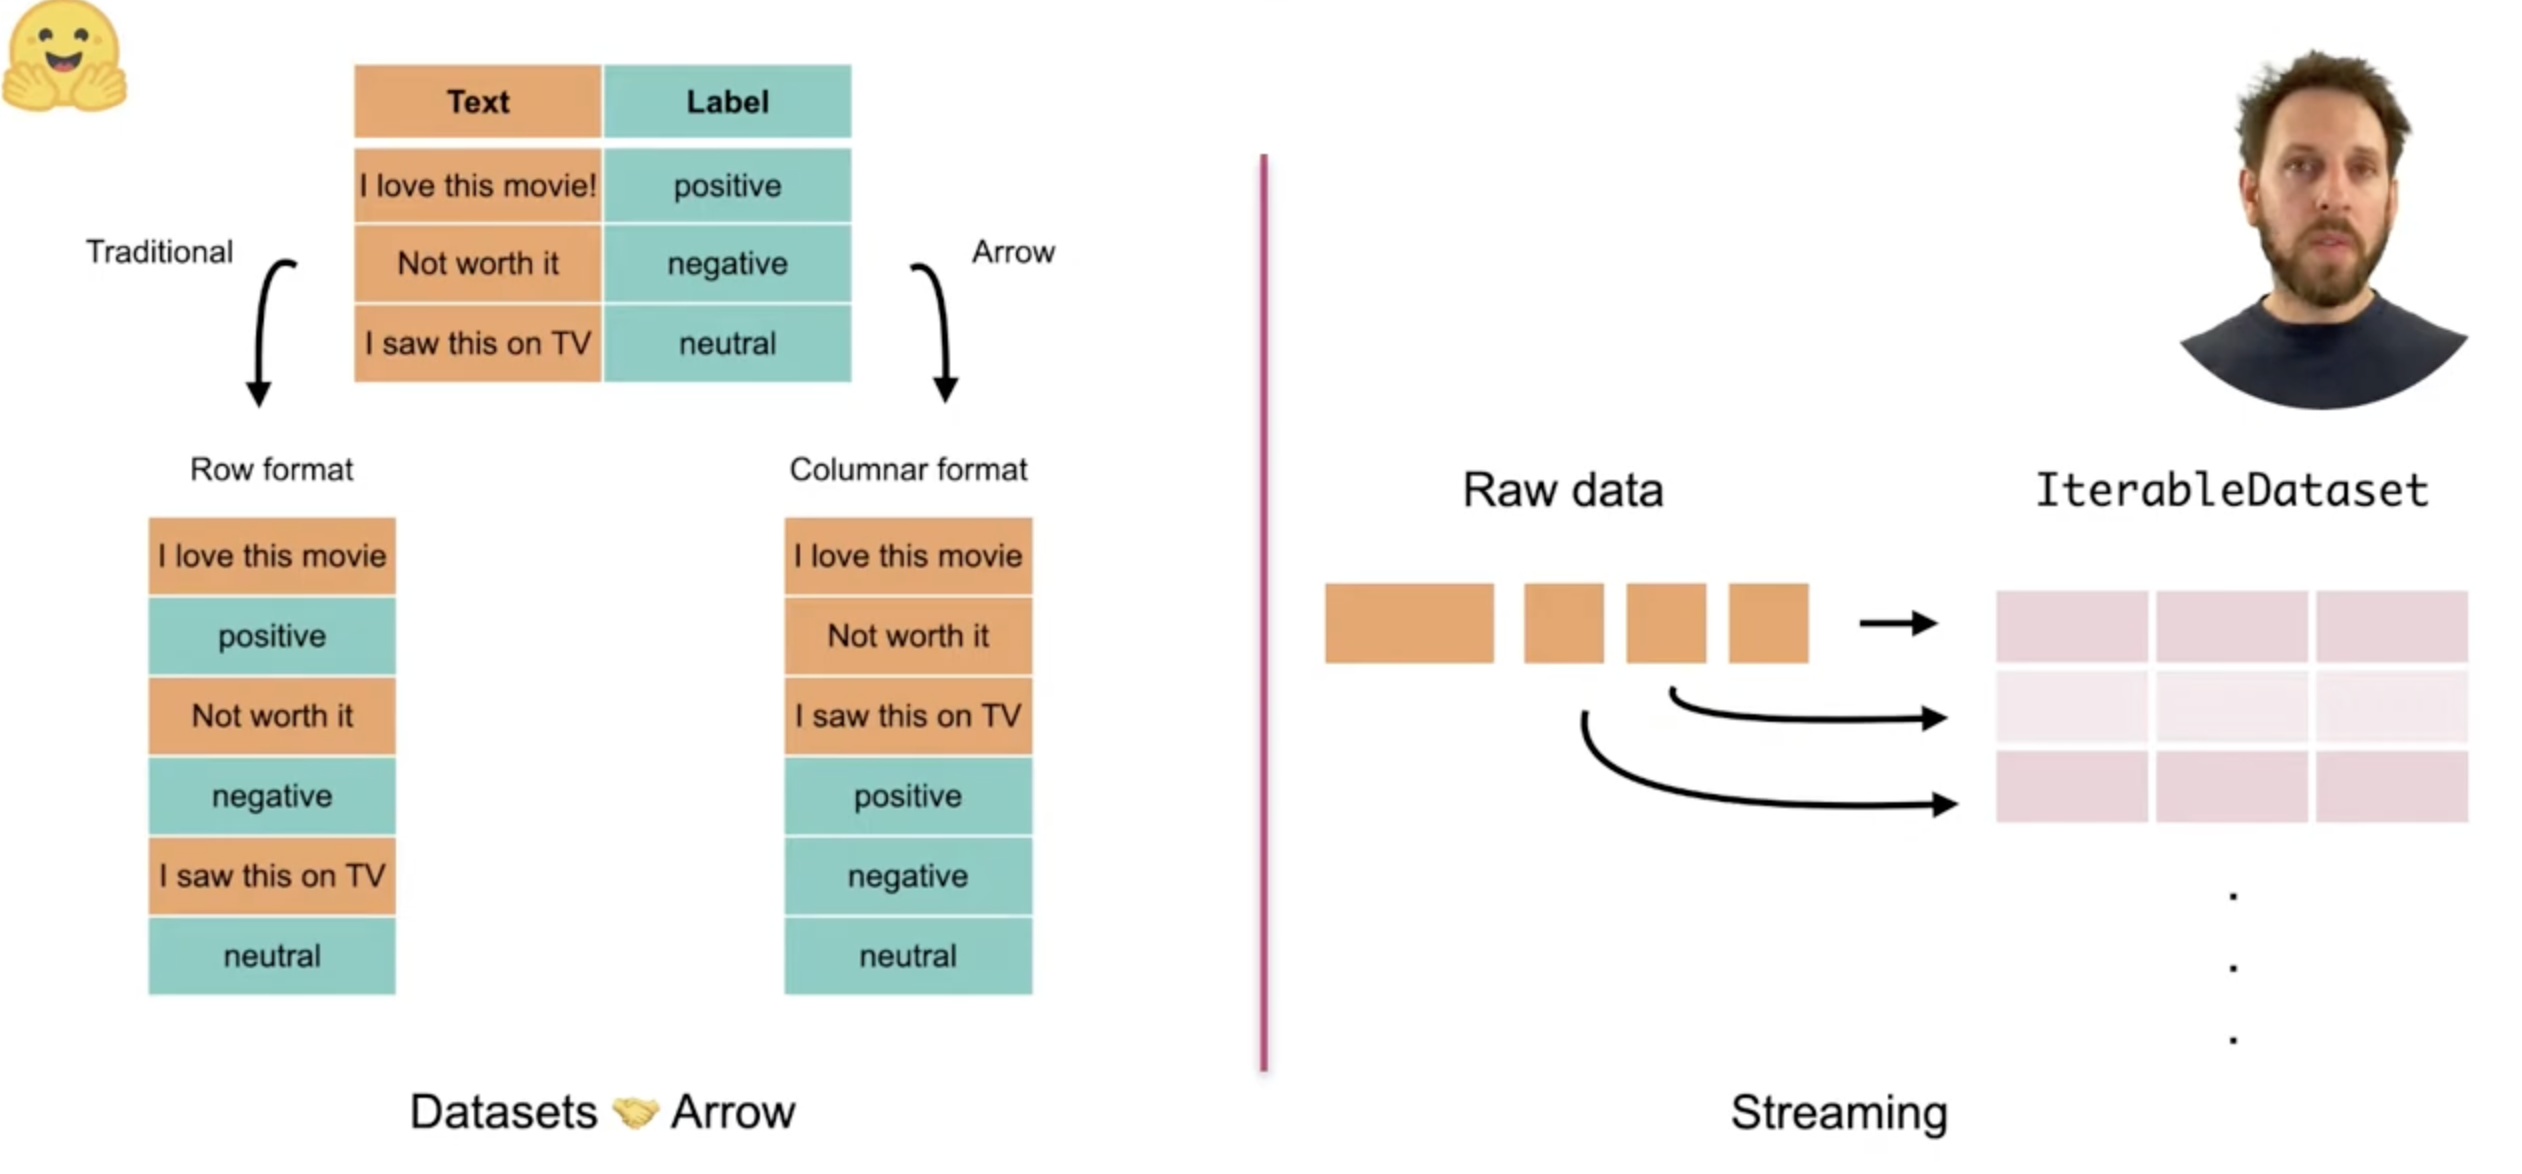 Text Label
I love this movie! positive
Not worth it negative
I saw this on TV neutral
Traditional
Arrow
Row format
I love this movie
positive
Not worth it
negative
I saw this on TV
neutral
Columnar format
I love this movie
Not worth it
I saw this on TV
positive
negative
neutral
Datasets 🤝 Arrow
Raw data
IterableDataset
Streaming